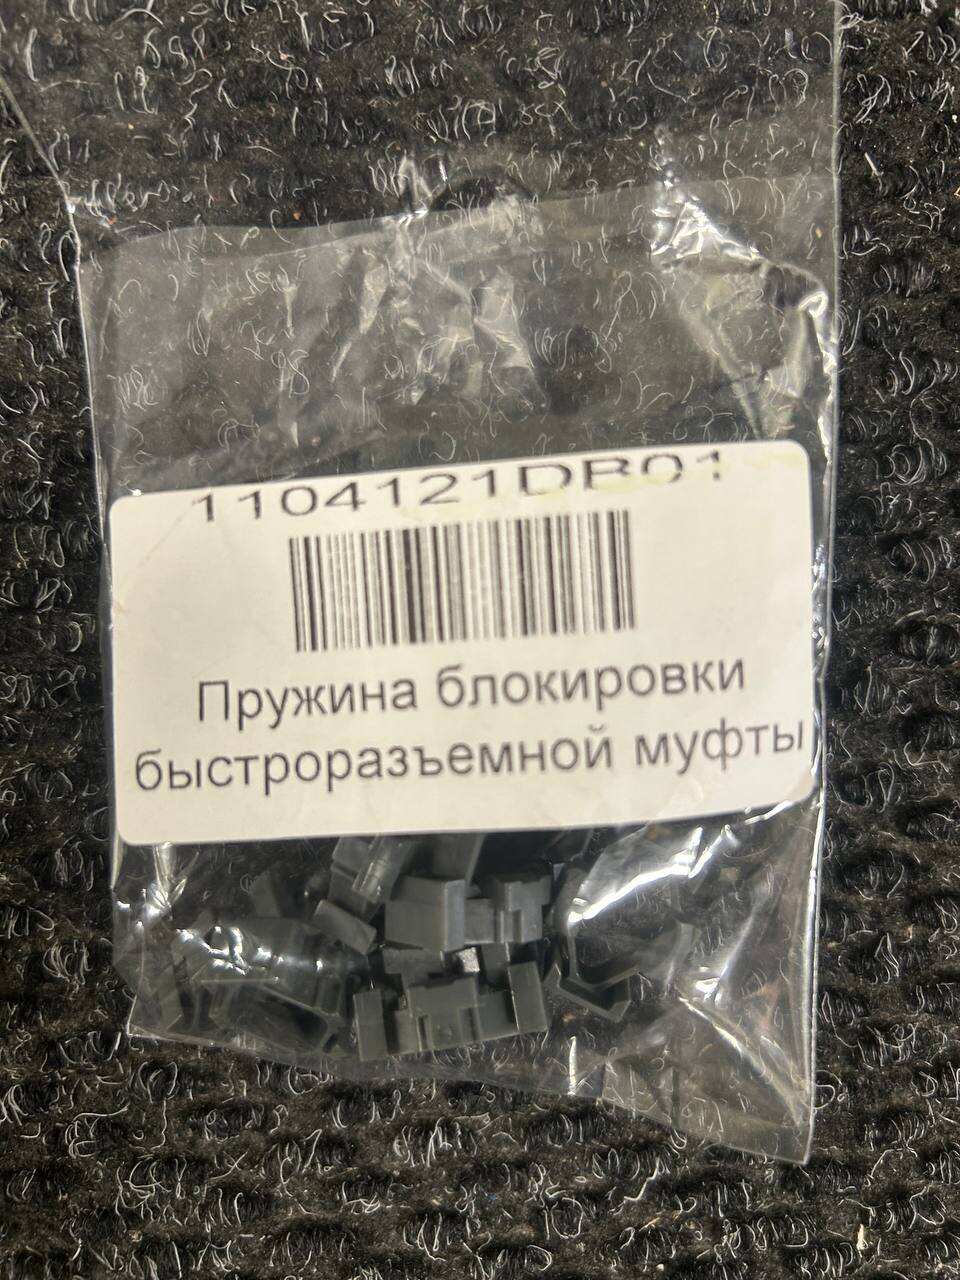 1104121DB01
Пружина блокировки
быстроразъемной муфты